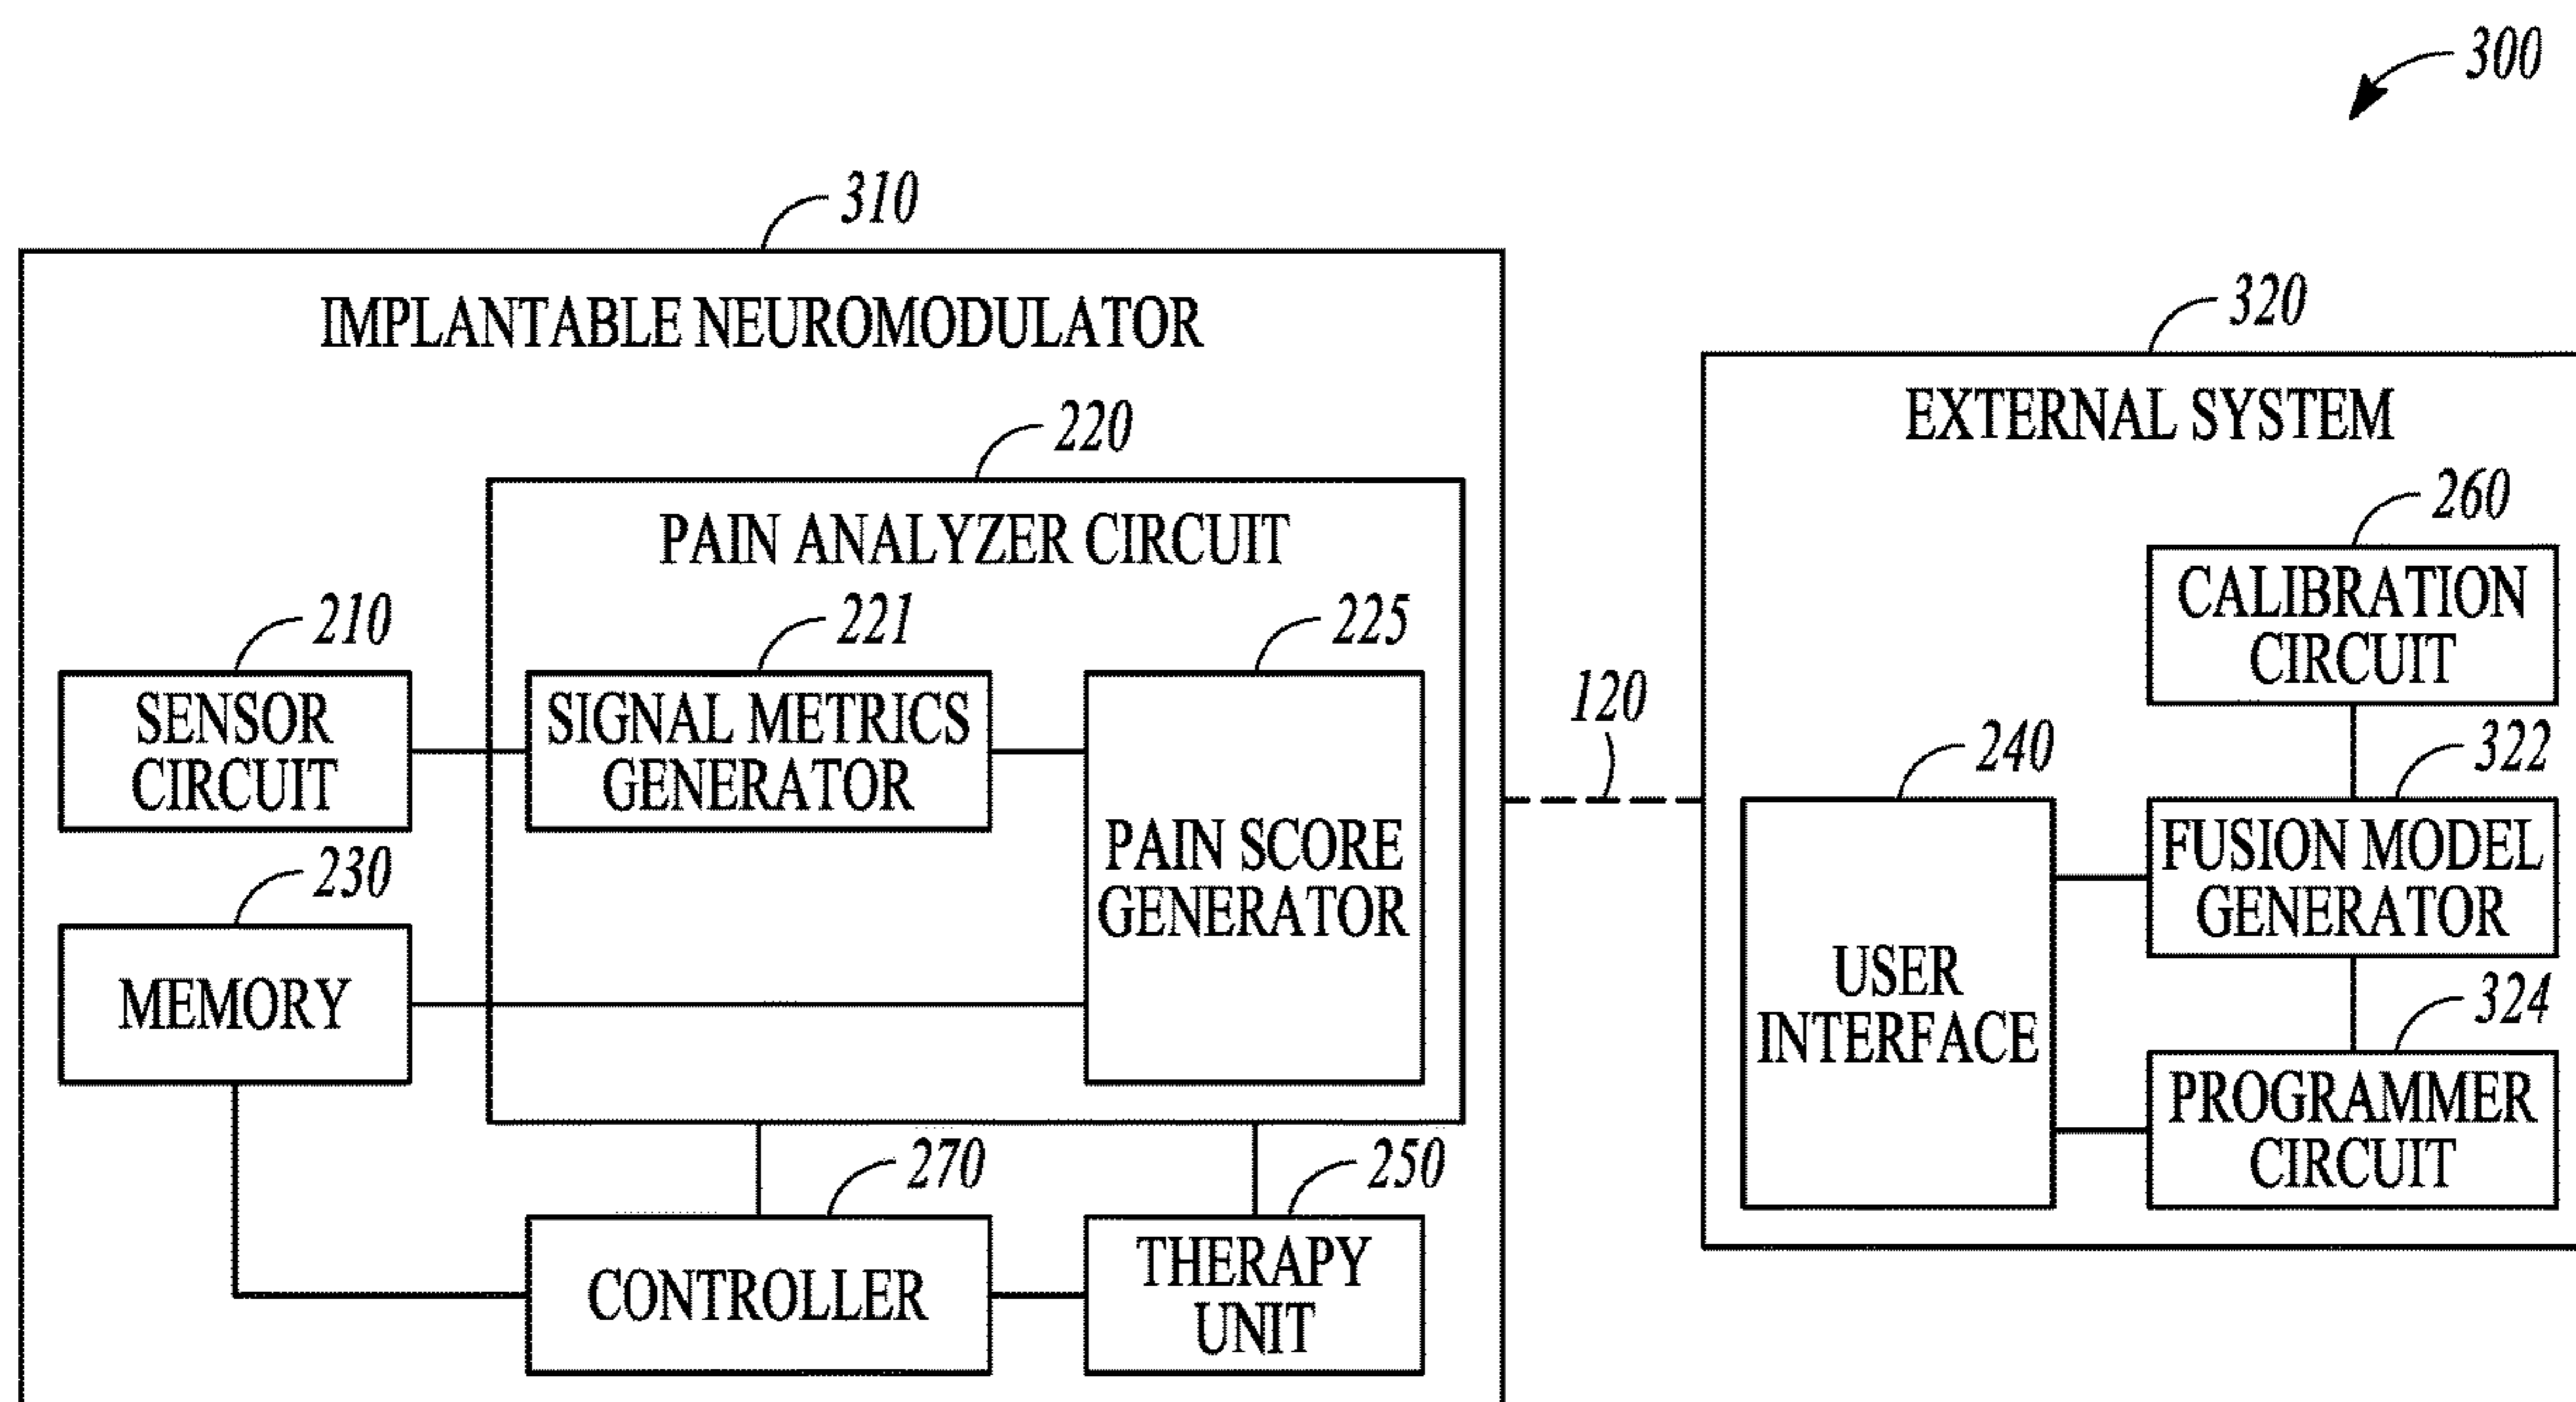 300
310
IMPLANTABLE NEUROMODULATOR
220
PAIN ANALYZER CIRCUIT
210
SENSOR
CIRCUIT
221
SIGNAL METRICS
GENERATOR
225
PAIN SCORE
GENERATOR
230
MEMORY
270
CONTROLLER
250
THERAPY
UNIT
120
320
EXTERNAL SYSTEM
260
CALIBRATION
CIRCUIT
240
USER
INTERFACE
322
FUSION MODEL
GENERATOR
324
PROGRAMMER
CIRCUIT